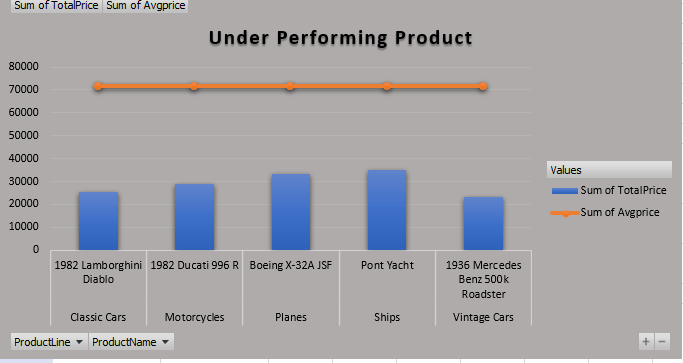 Sum of TotalPrice Sum of Avgprice
Under Performing Product
80000
70000
60000
50000
40000
30000
20000
10000
0
1982 Lamborghini Diablo
1982 Ducati 996 R
Boeing X-32A JSF
Pont Yacht
1936 Mercedes Benz 500k Roadster
Classic Cars
Motorcycles
Planes
Ships
Vintage Cars
Values
Sum of TotalPrice
Sum of Avgprice
ProductLine ProductName
+ −